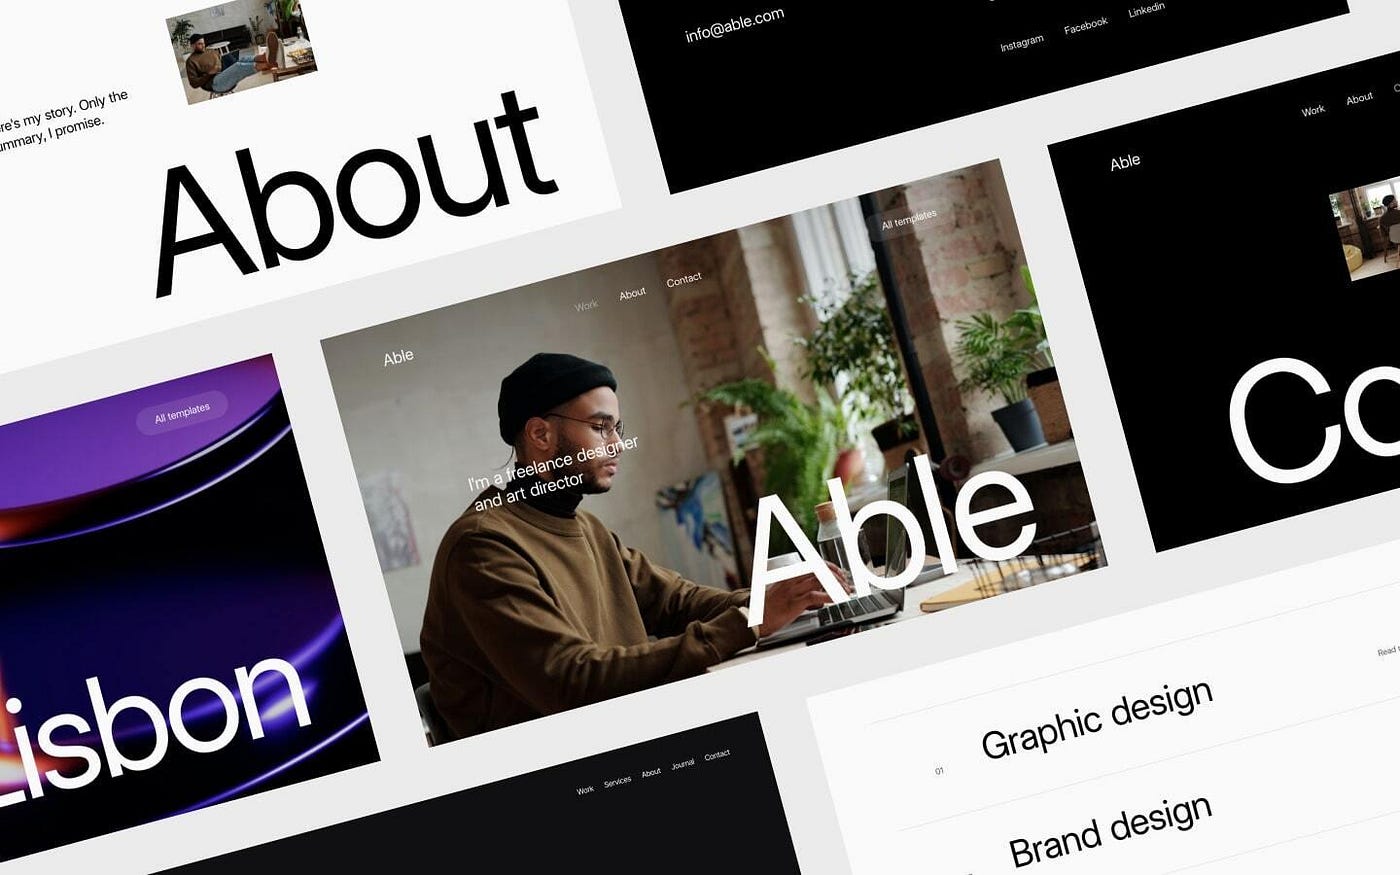 re's my story. Only the
ummary, I promise.
About
info@able.com
Instagram Facebook Linkedin
Work About
Able
Co
All templates
Work About Contact
Able
I'm a freelance designer
and art director
Able
All templates
Lisbon
Work Services About Journal Contact
Read
01
Graphic design
Brand design